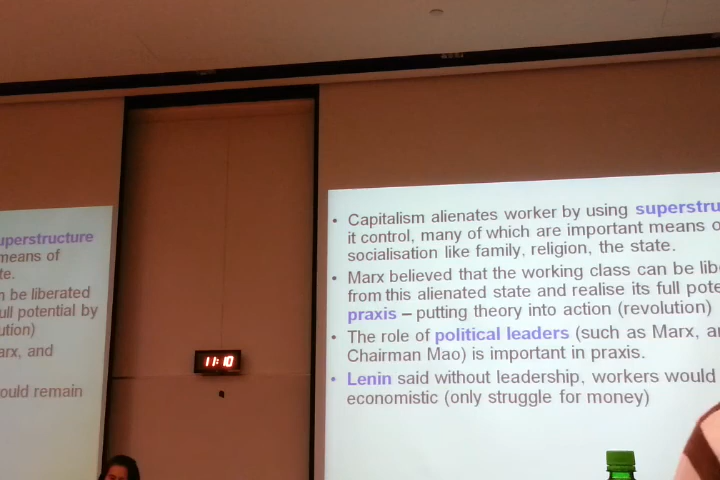 uperstructure
means of
te.
n be liberated
ull potential by
ution)
arx, and
ould remain
11:10
• Capitalism alienates worker by using superstru
it control, many of which are important means o
socialisation like family, religion, the state.
• Marx believed that the working class can be libe
from this alienated state and realise its full pote
praxis – putting theory into action (revolution)
• The role of political leaders (such as Marx, an
Chairman Mao) is important in praxis.
• Lenin said without leadership, workers would
economistic (only struggle for money)